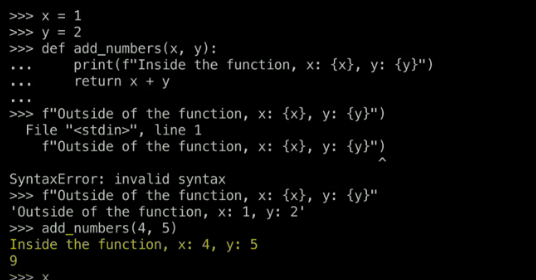 >>> x = 1
>>> y = 2
>>> def add_numbers(x, y):
...     print(f"Inside the function, x: {x}, y: {y}")
...     return x + y
...
>>> f"Outside of the function, x: {x}, y: {y}")
  File "<stdin>", line 1
    f"Outside of the function, x: {x}, y: {y}")
                                              ^
SyntaxError: invalid syntax
>>> f"Outside of the function, x: {x}, y: {y}"
'Outside of the function, x: 1, y: 2'
>>> add_numbers(4, 5)
Inside the function, x: 4, y: 5
9
>>> x